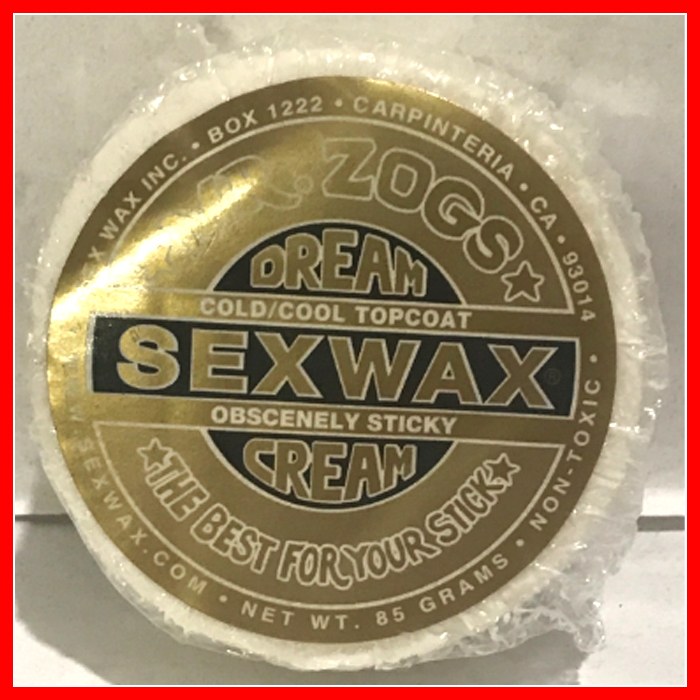 X WAX INC. • BOX 1222 • CARPINTERIA, CA • 93014
ZOGS
DREAM
COLD/COOL TOPCOAT
SEXWAX®
OBSCENELY STICKY
CREAM
THE BEST FOR YOUR STICK
SEXWAX.COM • NET WT. 85 GRAMS • NON-TOXIC •